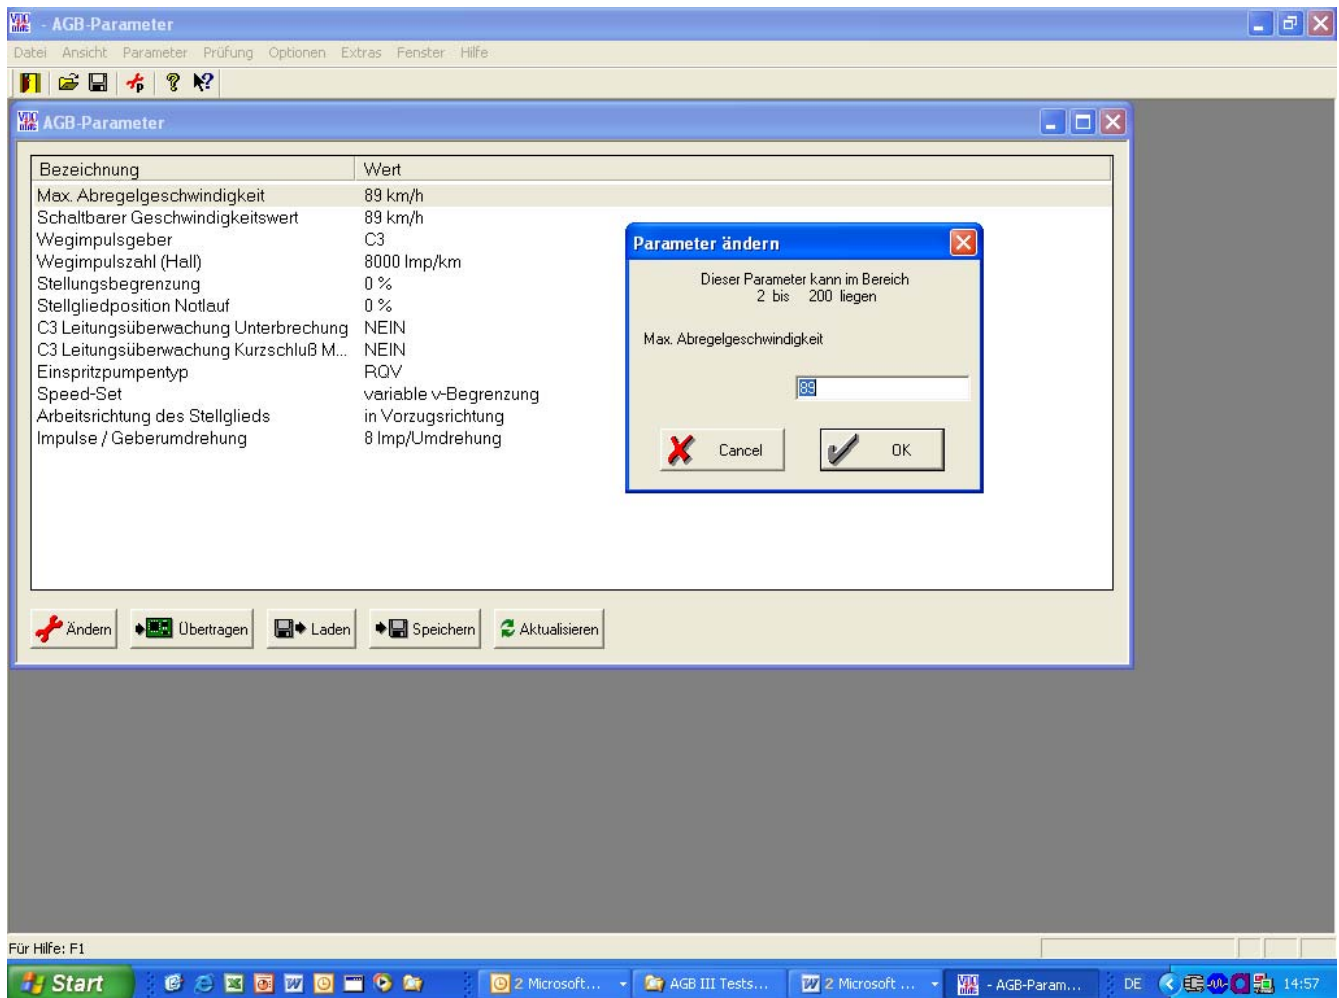 - AGB-Parameter
Datei Ansicht Parameter Prüfung Optionen Extras Fenster Hilfe
AGB-Parameter
Bezeichnung Wert
Max. Abregelgeschwindigkeit 89 km/h
Schaltbarer Geschwindigkeitswert 89 km/h
Wegimpulsgeber C3
Wegimpulszahl (Hall) 8000 Imp/km
Stellungsbegrenzung 0 %
Stellgliedposition Notlauf 0 %
C3 Leitungsüberwachung Unterbrechung NEIN
C3 Leitungsüberwachung Kurzschluß M... NEIN
Einspritzpumpentyp RQV
Speed-Set variable v-Begrenzung
Arbeitsrichtung des Stellglieds in Vorzugsrichtung
Impulse / Geberumdrehung 8 Imp/Umdrehung
Parameter ändern
Dieser Parameter kann im Bereich
2 bis 200 liegen
Max. Abregelgeschwindigkeit
89
Cancel OK
Ändern Übertragen Laden Speichern Aktualisieren
Für Hilfe: F1
Start 2 Microsoft... AGB III Tests... 2 Microsoft ... - AGB-Param... DE 14:57